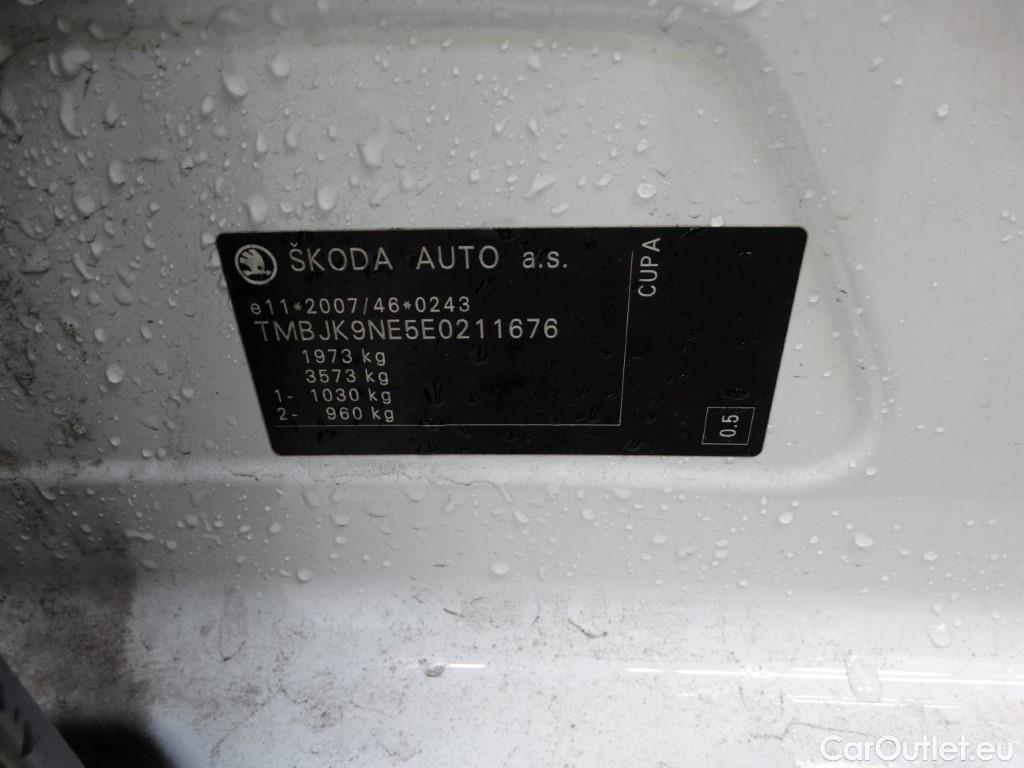 ŠKODA AUTO a.s.
e11*2007/46*0243
TMBJK9NE5E0211676
1973 kg
3573 kg
1- 1030 kg
2- 960 kg
CUPA
0.5
CarOutlet.eu